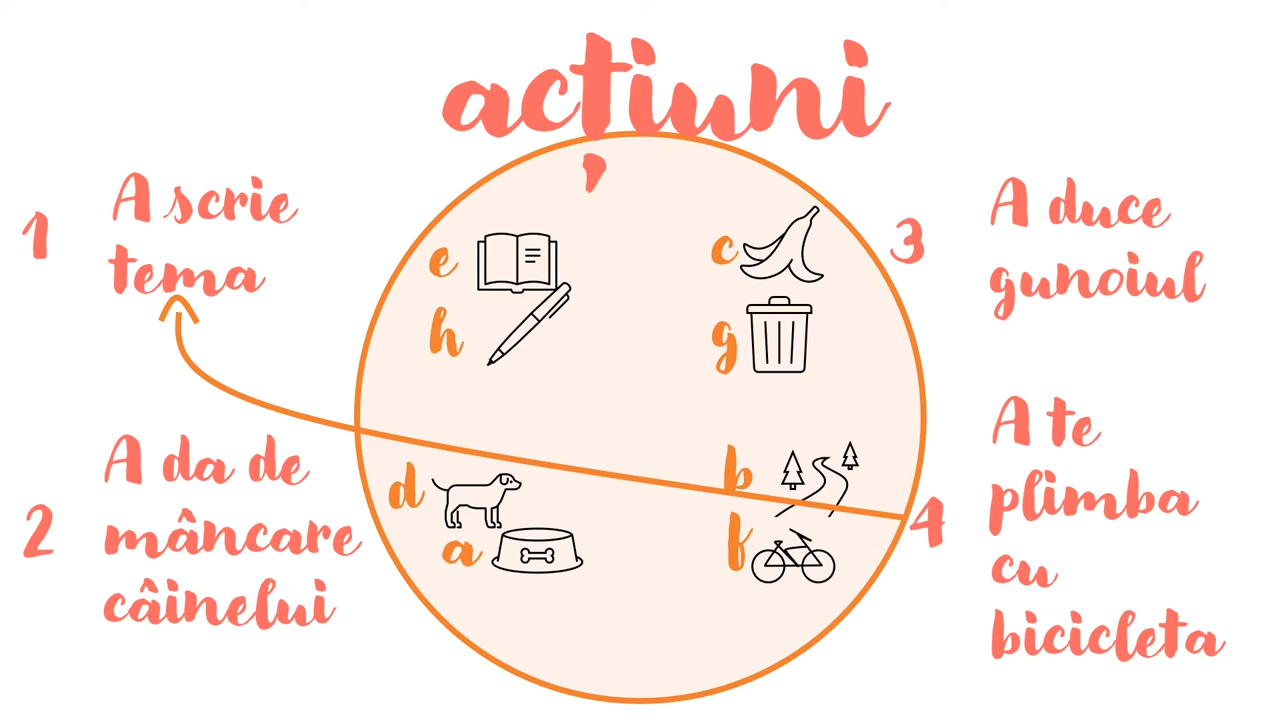 acțiuni
1 A scrie
tema
2 A da de
mâncare
câinelui
e
h
d
a
c
g
b
f
3 A duce
gunoiul
4 A te
plimba
cu
bicicleta